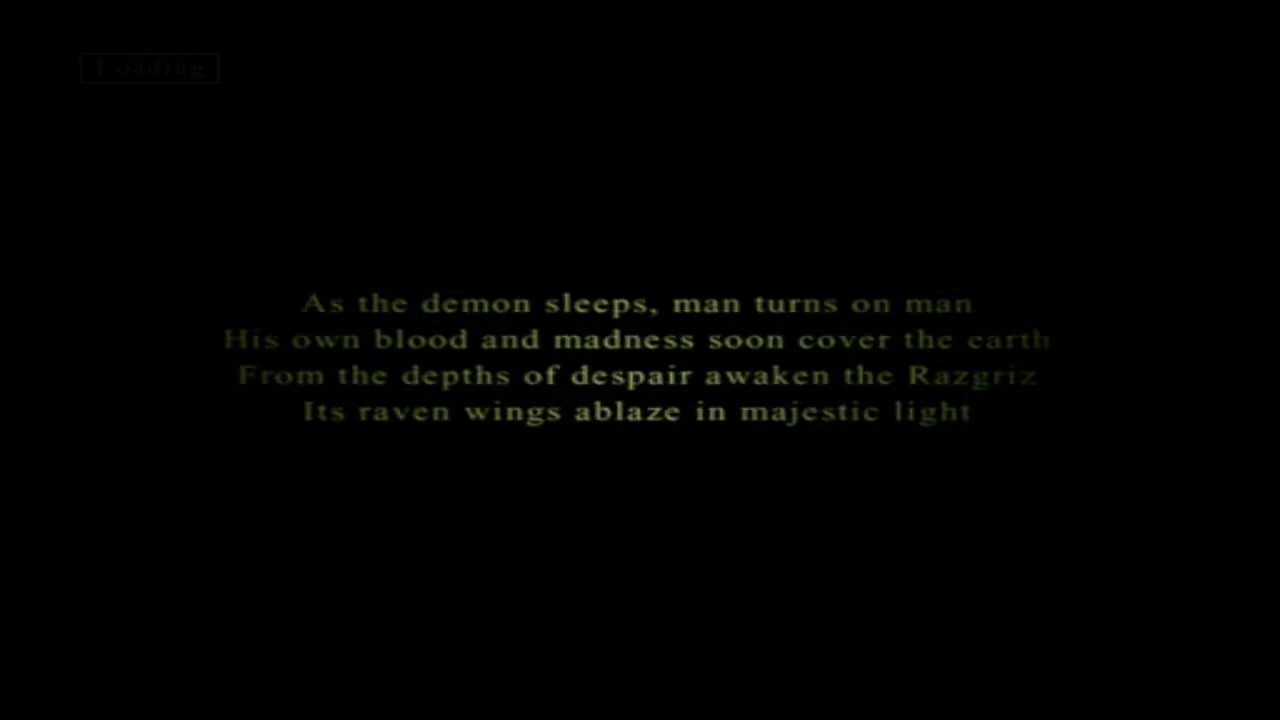 Loading
As the demon sleeps, man turns on man
His own blood and madness soon cover the earth
From the depths of despair awaken the Razgriz
Its raven wings ablaze in majestic light